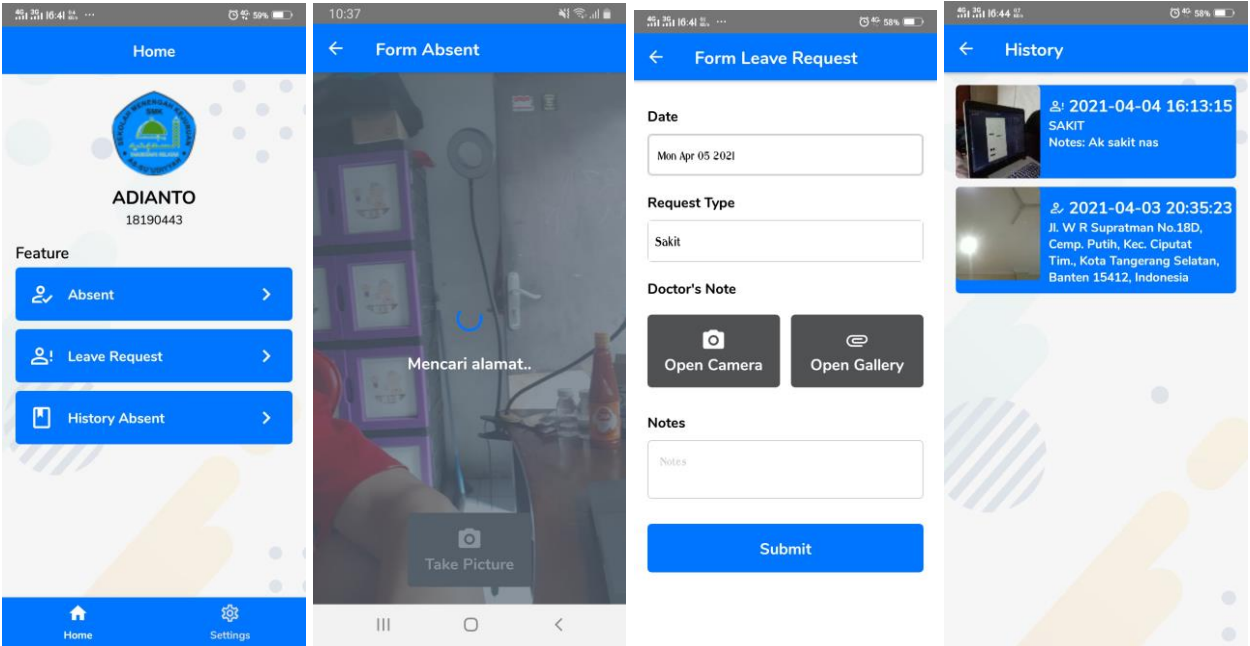 16:41
59%
Home
SEKOLAH MENENGAH KEJURUAN
SMK
ADIANTO
18190443
Feature
Absent
Leave Request
History Absent
Home
Settings
10:37
Form Absent
Mencari alamat..
Take Picture
16:41
58%
Form Leave Request
Date
Mon Apr 05 2021
Request Type
Sakit
Doctor's Note
Open Camera
Open Gallery
Notes
Notes
Submit
16:44
58%
History
2021-04-04 16:13:15
SAKIT
Notes: Ak sakit nas
2021-04-03 20:35:23
Jl. W R Supratman No.18D,
Cemp. Putih, Kec. Ciputat
Tim., Kota Tangerang Selatan,
Banten 15412, Indonesia